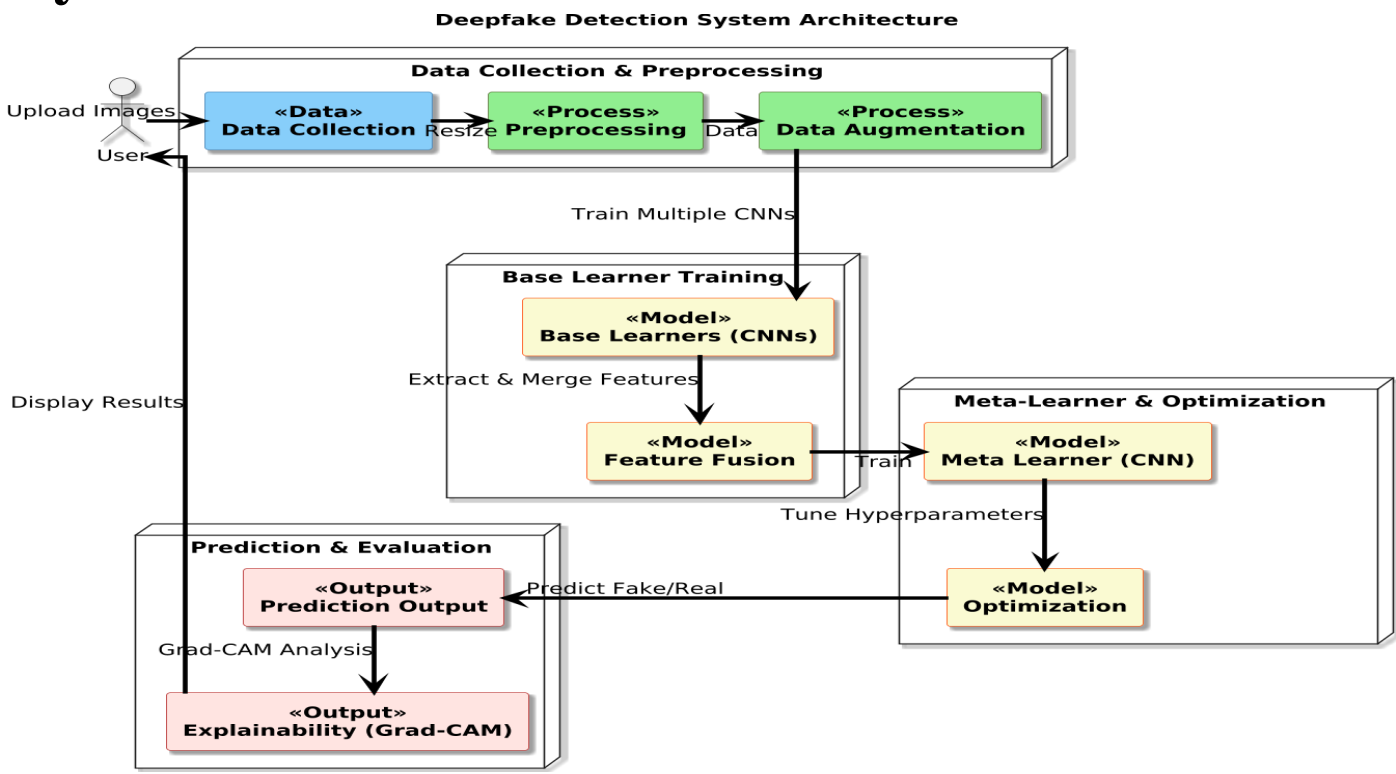 Deepfake Detection System Architecture
Data Collection & Preprocessing
Upload Images
User
«Data»
Data Collection
Resize
«Process»
Preprocessing
Data
«Process»
Data Augmentation
Train Multiple CNNs
Base Learner Training
«Model»
Base Learners (CNNs)
Extract & Merge Features
«Model»
Feature Fusion
Train
Meta-Learner & Optimization
«Model»
Meta Learner (CNN)
Tune Hyperparameters
«Model»
Optimization
Predict Fake/Real
Display Results
Prediction & Evaluation
«Output»
Prediction Output
Grad-CAM Analysis
«Output»
Explainability (Grad-CAM)